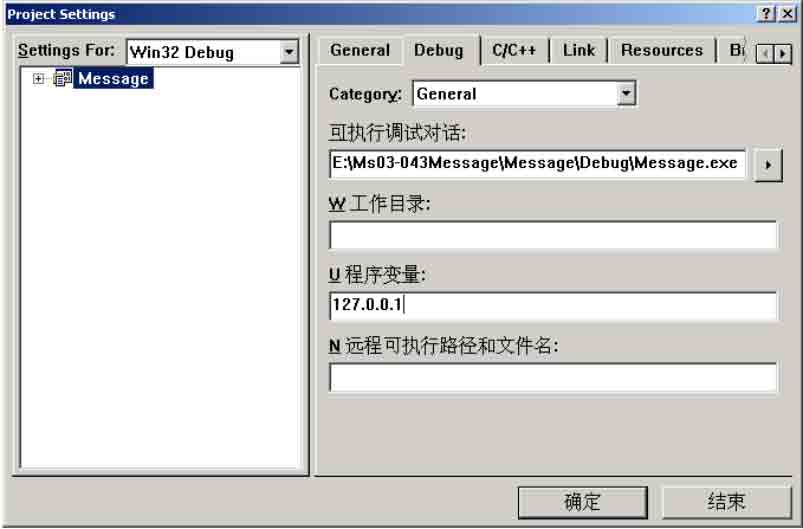 Project Settings
Settings For: Win32 Debug
Message
General Debug C/C++ Link Resources
Category: General
可执行调试对话:
E:\Ms03-043Message\Message\Debug\Message.exe
W 工作目录:
U 程序变量:
127.0.0.1
N 远程可执行路径和文件名:
确定 结束